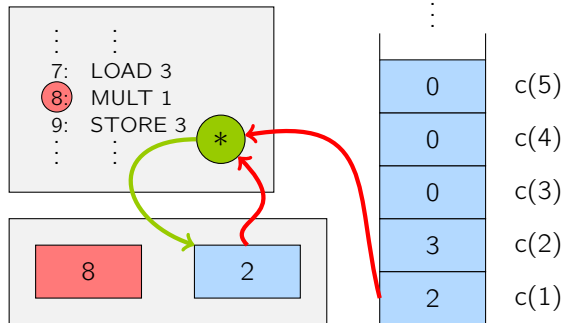 ⋮ ⋮
7: LOAD 3
8: MULT 1
9: STORE 3
⋮ ⋮
*
8
2
⋮
0 c(5)
0 c(4)
0 c(3)
3 c(2)
2 c(1)